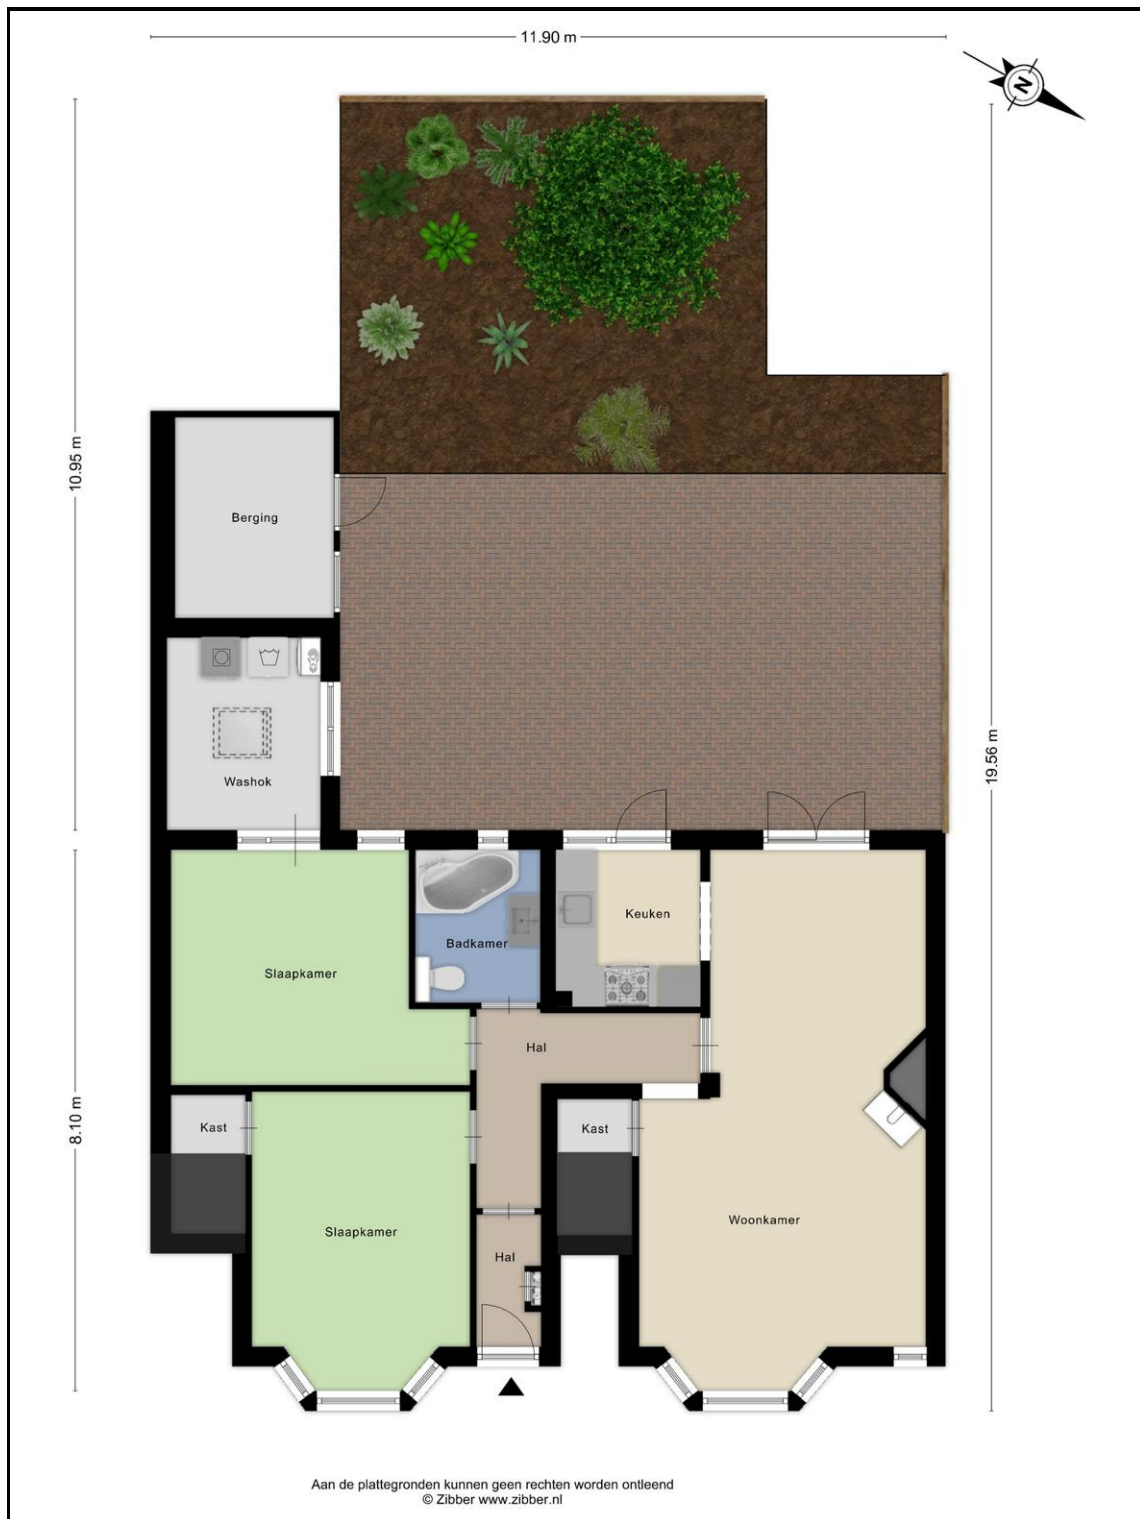 11.90 m
N
10.95 m
Berging
19.56 m
Washok
Keuken
Badkamer
Slaapkamer
Hal
8.10 m
Kast
Kast
Woonkamer
Slaapkamer
Hal
Aan de plattegronden kunnen geen rechten worden ontleend
© Zibber www.zibber.nl